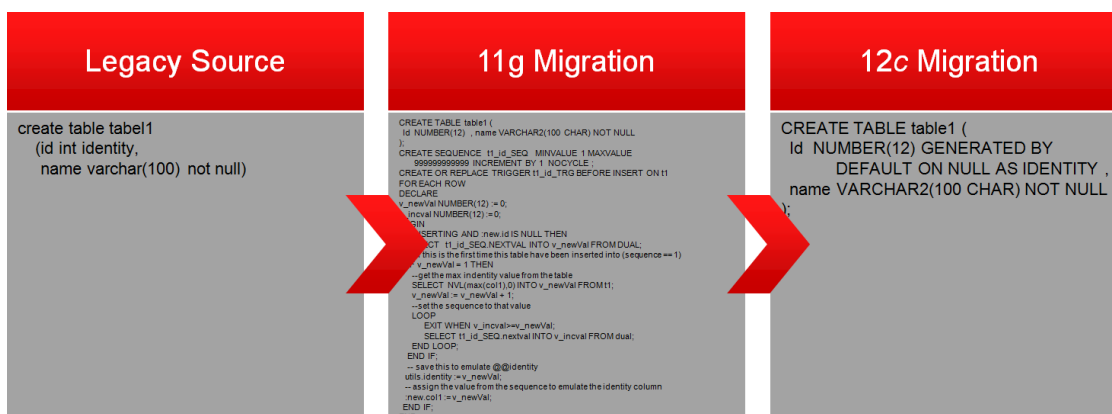 Legacy Source
create table tabel1
(id int identity,
name varchar(100) not null)
11g Migration
CREATE TABLE table1 (
Id NUMBER(12) , name VARCHAR2(100 CHAR) NOT NULL
);
CREATE SEQUENCE t1_id_SEQ MINVALUE 1 MAXVALUE
999999999999 INCREMENT BY 1 NOCYCLE ;
CREATE OR REPLACE TRIGGER t1_id_TRG BEFORE INSERT ON t1
FOR EACH ROW
DECLARE
v_newVal NUMBER(12) := 0;
_incval NUMBER(12) := 0;
GIN
SERTING AND :new.id IS NULL THEN
ECT t1_id_SEQ.NEXTVAL INTO v_newVal FROM DUAL;
this is the first time this table have been inserted into (sequence == 1)
v_newVal = 1 THEN
--get the max indentity value from the table
SELECT NVL(max(col1),0) INTO v_newVal FROM t1;
v_newVal := v_newVal + 1;
--set the sequence to that value
LOOP
EXIT WHEN v_incval>=v_newVal;
SELECT t1_id_SEQ.nextval INTO v_incval FROM dual;
END LOOP;
END IF;
-- save this to emulate @@identity
utils.identity := v_newVal;
-- assign the value from the sequence to emulate the identity column
:new.col1 := v_newVal;
END IF;
12c Migration
CREATE TABLE table1 (
Id NUMBER(12) GENERATED BY
DEFAULT ON NULL AS IDENTITY ,
name VARCHAR2(100 CHAR) NOT NULL
);